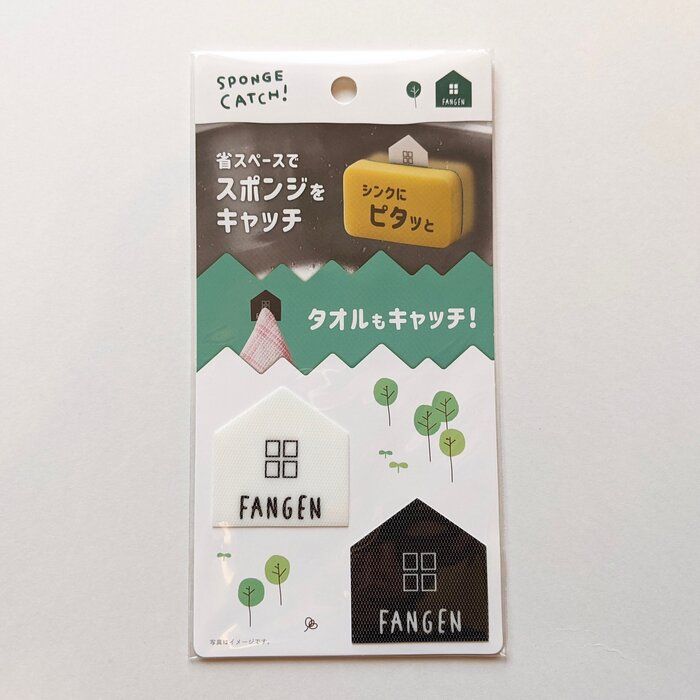 SPONGE
CATCH!
FANGEN
省スペースで
スポンジを
キャッチ
シンクに
ピタッと
タオルもキャッチ!
FANGEN
FANGEN
写真はイメージです。